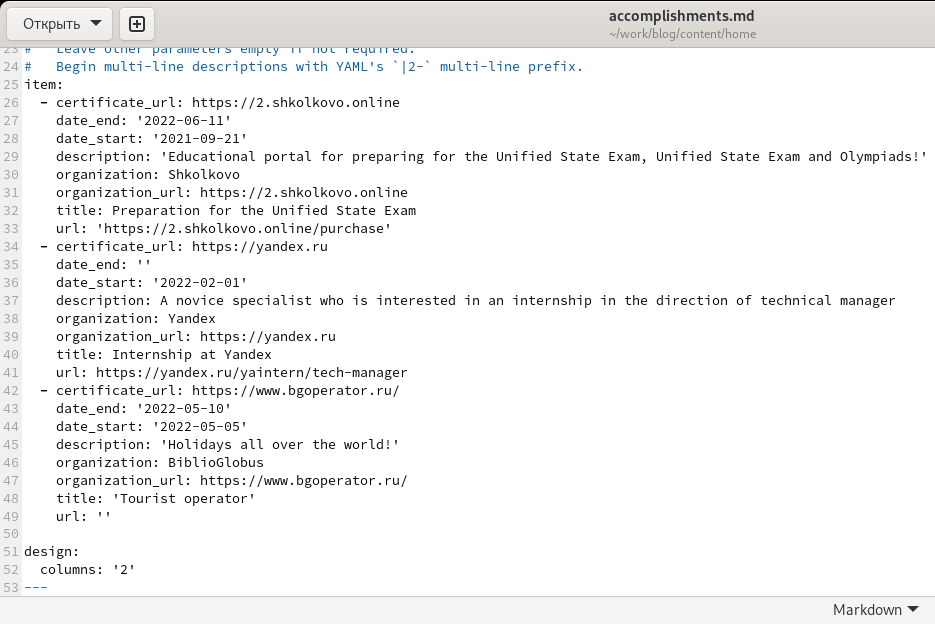 Открыть
accomplishments.md
~/work/blog/content/home
23 #   Leave other parameters empty if not required.
24 #   Begin multi-line descriptions with YAML's `|2-` multi-line prefix.
25 item:
26   - certificate_url: https://2.shkolkovo.online
27     date_end: '2022-06-11'
28     date_start: '2021-09-21'
29     description: 'Educational portal for preparing for the Unified State Exam, Unified State Exam and Olympiads!'
30     organization: Shkolkovo
31     organization_url: https://2.shkolkovo.online
32     title: Preparation for the Unified State Exam
33     url: 'https://2.shkolkovo.online/purchase'
34   - certificate_url: https://yandex.ru
35     date_end: ''
36     date_start: '2022-02-01'
37     description: A novice specialist who is interested in an internship in the direction of technical manager
38     organization: Yandex
39     organization_url: https://yandex.ru
40     title: Internship at Yandex
41     url: https://yandex.ru/yaintern/tech-manager
42   - certificate_url: https://www.bgoperator.ru/
43     date_end: '2022-05-10'
44     date_start: '2022-05-05'
45     description: 'Holidays all over the world!'
46     organization: BiblioGlobus
47     organization_url: https://www.bgoperator.ru/
48     title: 'Tourist operator'
49     url: ''
50
51 design:
52   columns: '2'
53 ---
Markdown